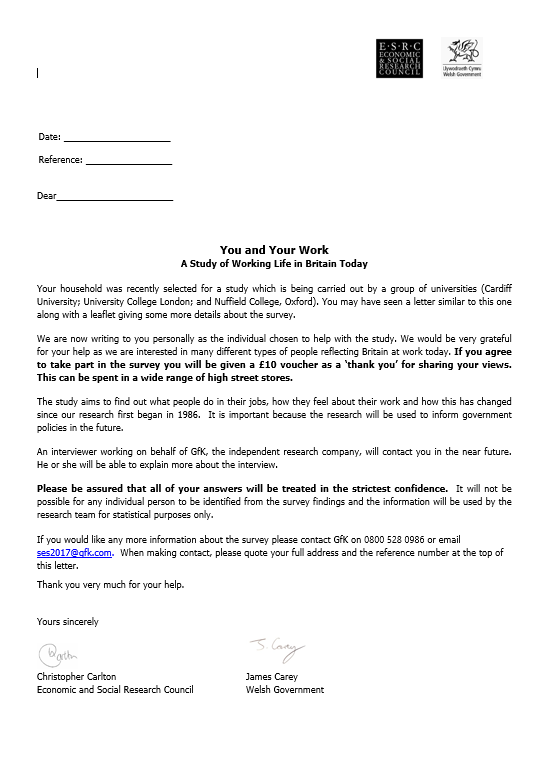 E·S·R·C
ECONOMIC
& SOCIAL
RESEARCH
COUNCIL
Llywodraeth Cymru
Welsh Government
Date: ____________________
Reference: ________________
Dear______________________
You and Your Work
A Study of Working Life in Britain Today
Your household was recently selected for a study which is being carried out by a group of universities (Cardiff
University; University College London; and Nuffield College, Oxford). You may have seen a letter similar to this one
along with a leaflet giving some more details about the survey.
We are now writing to you personally as the individual chosen to help with the study. We would be very grateful
for your help as we are interested in many different types of people reflecting Britain at work today. If you agree
to take part in the survey you will be given a £10 voucher as a ‘thank you’ for sharing your views.
This can be spent in a wide range of high street stores.
The study aims to find out what people do in their jobs, how they feel about their work and how this has changed
since our research first began in 1986. It is important because the research will be used to inform government
policies in the future.
An interviewer working on behalf of GfK, the independent research company, will contact you in the near future.
He or she will be able to explain more about the interview.
Please be assured that all of your answers will be treated in the strictest confidence. It will not be
possible for any individual person to be identified from the survey findings and the information will be used by the
research team for statistical purposes only.
If you would like any more information about the survey please contact GfK on 0800 528 0986 or email
ses2017@gfk.com. When making contact, please quote your full address and the reference number at the top of
this letter.
Thank you very much for your help.
Yours sincerely
J. Carey
Christopher Carlton
James Carey
Economic and Social Research Council
Welsh Government